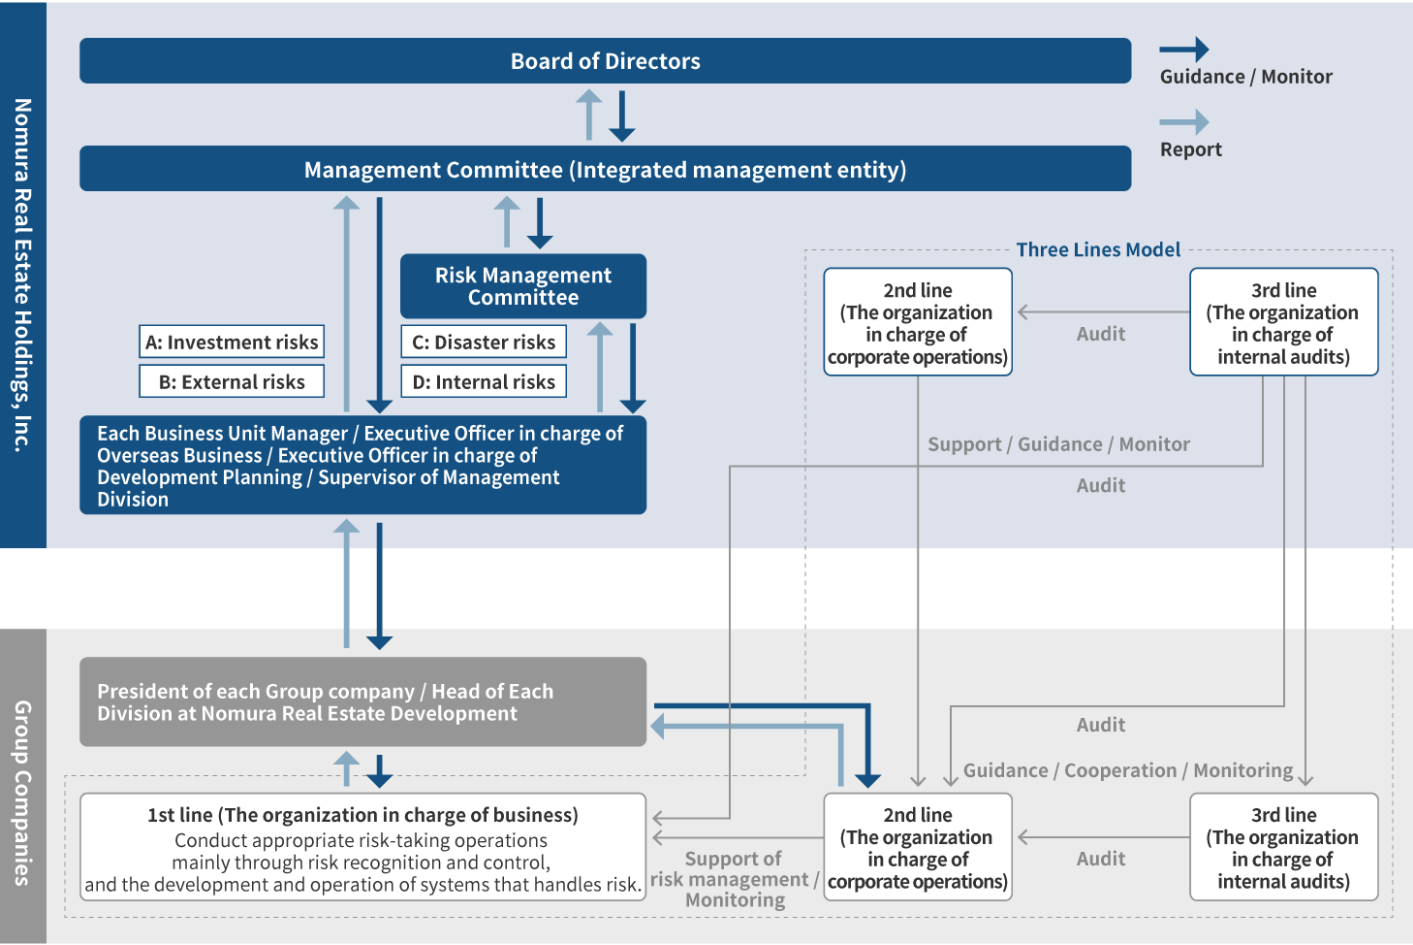 Nomura Real Estate Holdings, Inc.
Board of Directors
Guidance / Monitor
Report
Management Committee (Integrated management entity)
Risk Management
Committee
A: Investment risks
B: External risks
C: Disaster risks
D: Internal risks
Each Business Unit Manager / Executive Officer in charge of
Overseas Business / Executive Officer in charge of
Development Planning / Supervisor of Management
Division
Three Lines Model
2nd line
(The organization
in charge of
corporate operations)
Audit
3rd line
(The organization
in charge of
internal audits)
Support / Guidance / Monitor
Audit
Group Companies
President of each Group company / Head of Each
Division at Nomura Real Estate Development
Audit
Guidance / Cooperation / Monitoring
1st line (The organization in charge of business)
Conduct appropriate risk-taking operations
mainly through risk recognition and control,
and the development and operation of systems that handles risk.
Support of
risk management /
Monitoring
2nd line
(The organization
in charge of
corporate operations)
Audit
3rd line
(The organization
in charge of
internal audits)